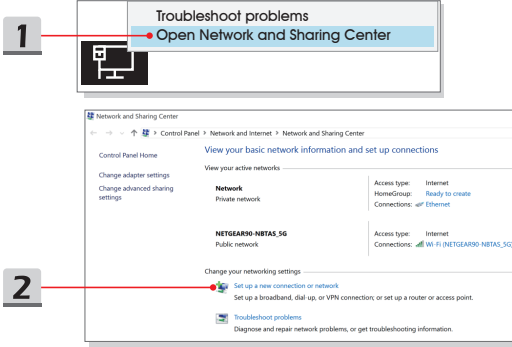 1
Troubleshoot problems
Open Network and Sharing Center
Network and Sharing Center
Control Panel > Network and Internet > Network and Sharing Center
Control Panel Home
Change adapter settings
Change advanced sharing
settings
View your basic network information and set up connections
View your active networks
Network
Private network
Access type: Internet
HomeGroup: Ready to create
Connections: Ethernet
NETGEAR90-NBTAS_5G
Public network
Access type: Internet
Connections: Wi-Fi (NETGEAR90-NBTAS_5G)
Change your networking settings
2
Set up a new connection or network
Set up a broadband, dial-up, or VPN connection; or set up a router or access point.
Troubleshoot problems
Diagnose and repair network problems, or get troubleshooting information.